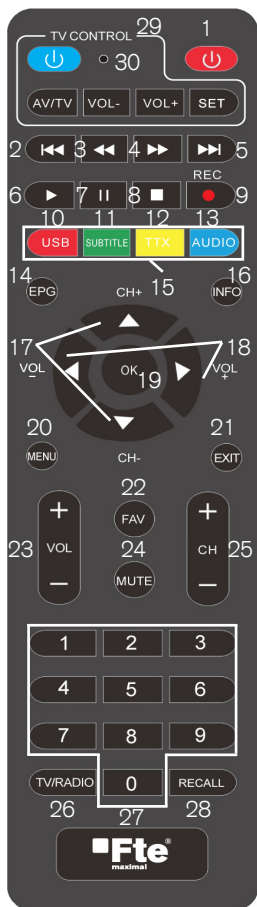 TV CONTROL 29 1
30
AV/TV VOL- VOL+ SET
2 3 4 5
REC
6 7 8 9
10 11 12 13
USB SUBTITLE TTX AUDIO
14 15 16
EPG CH+ INFO
17 18
VOL - OK 19 VOL +
20 21
MENU CH- EXIT
22
+ FAV +
23 VOL 24 CH 25
− MUTE −
1 2 3
4 5 6
7 8 9
TV/RADIO 0 RECALL
26 27 28
Fte®
maximal